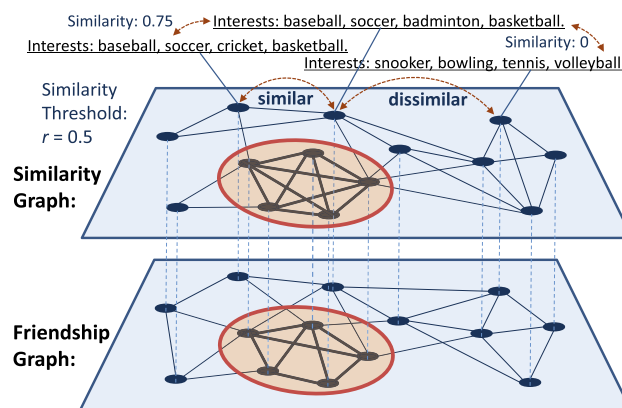 Similarity: 0.75
Interests: baseball, soccer, badminton, basketball.
Interests: baseball, soccer, cricket, basketball.
Similarity: 0
Interests: snooker, bowling, tennis, volleyball
Similarity
Threshold:
r = 0.5
similar
dissimilar
Similarity
Graph:
Friendship
Graph: